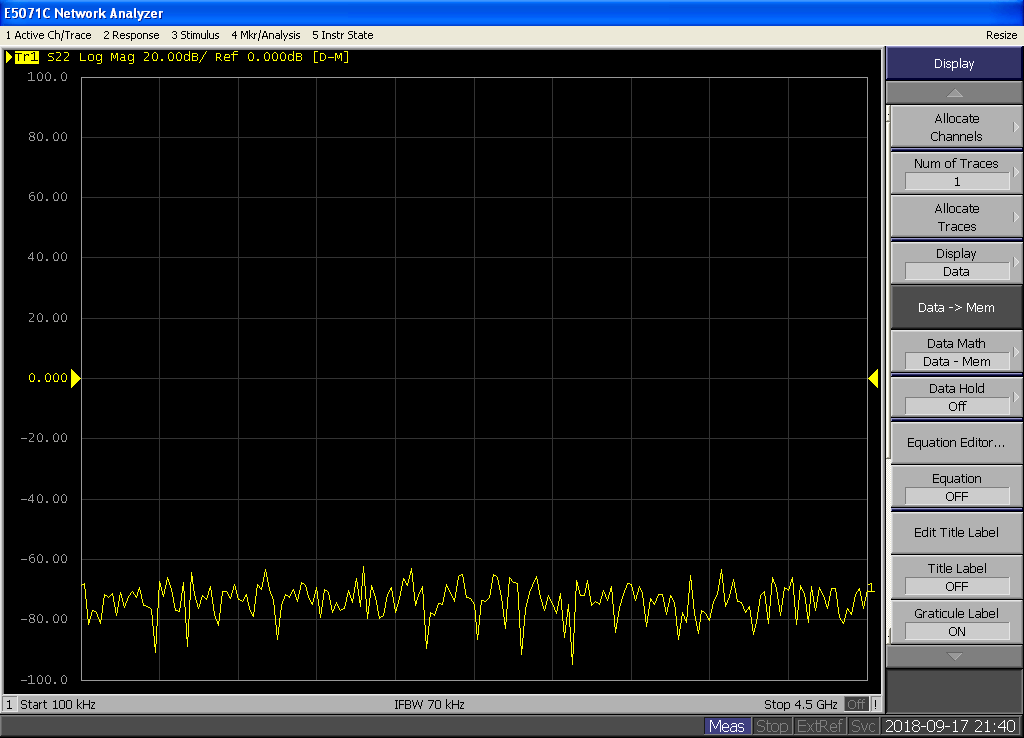 E5071C Network Analyzer
1 Active Ch/Trace 2 Response 3 Stimulus 4 Mkr/Analysis 5 Instr State Resize
Tr1 S22 Log Mag 20.00dB/ Ref 0.000dB [D-M]
100.0
80.00
60.00
40.00
20.00
0.000
-20.00
-40.00
-60.00
-80.00
-100.0
1
Display
Allocate
Channels
Num of Traces
1
Allocate
Traces
Display
Data
Data -> Mem
Data Math
Data - Mem
Data Hold
Off
Equation Editor...
Equation
OFF
Edit Title Label
Title Label
OFF
Graticule Label
ON
1 Start 100 kHz IFBW 70 kHz Stop 4.5 GHz Off !
Meas Stop ExtRef Svc 2018-09-17 21:40